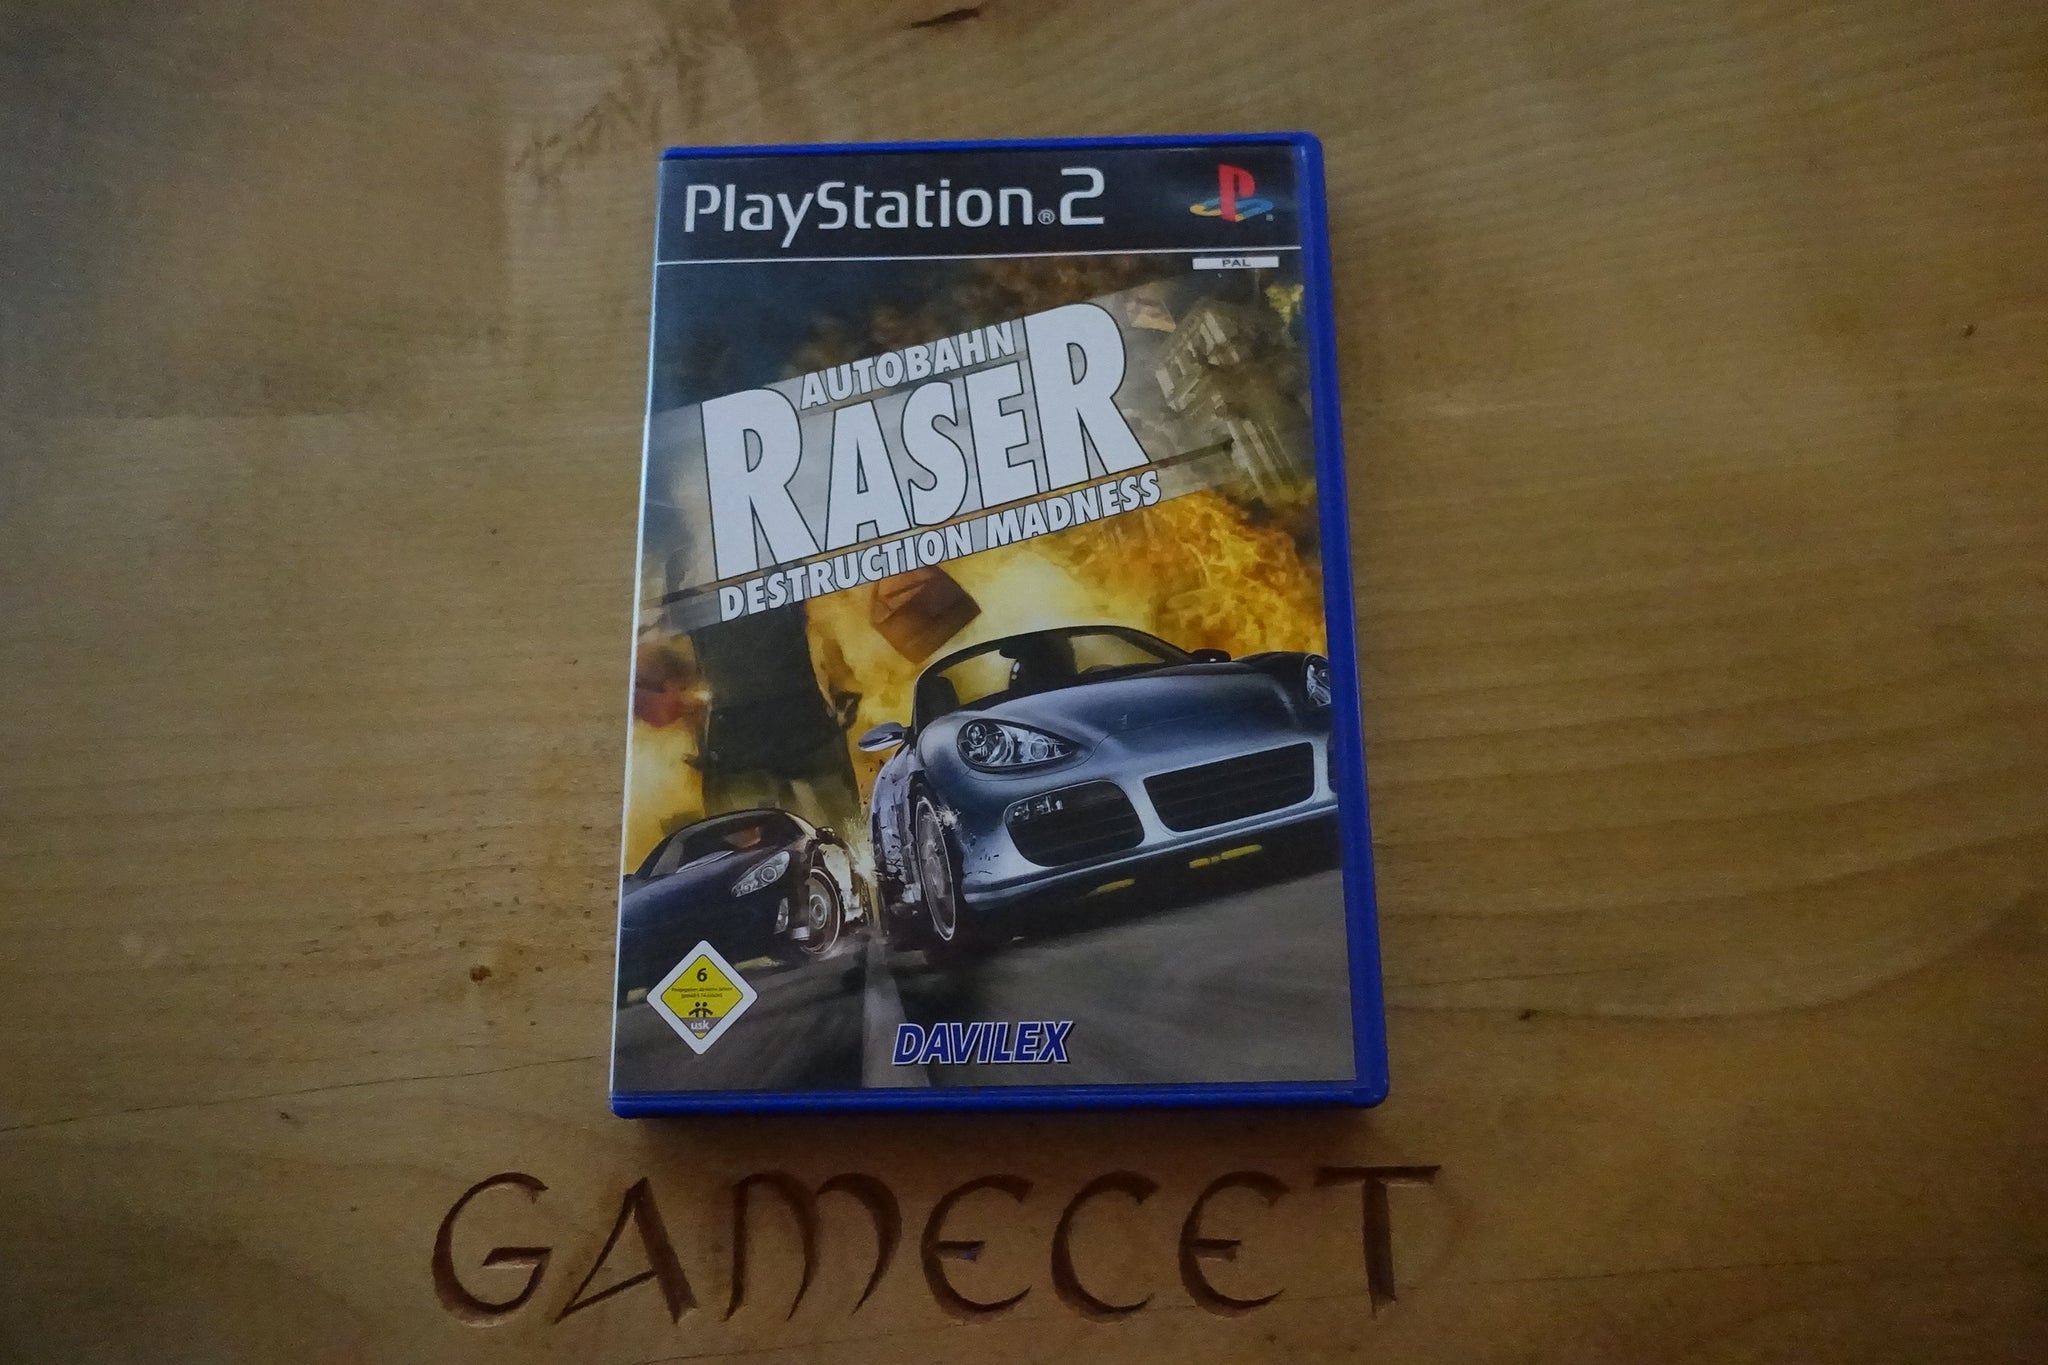 PlayStation®2
PAL
AUTOBAHN
RASER
DESTRUCTION MADNESS
6
usk
DAVILEX
GAMECET